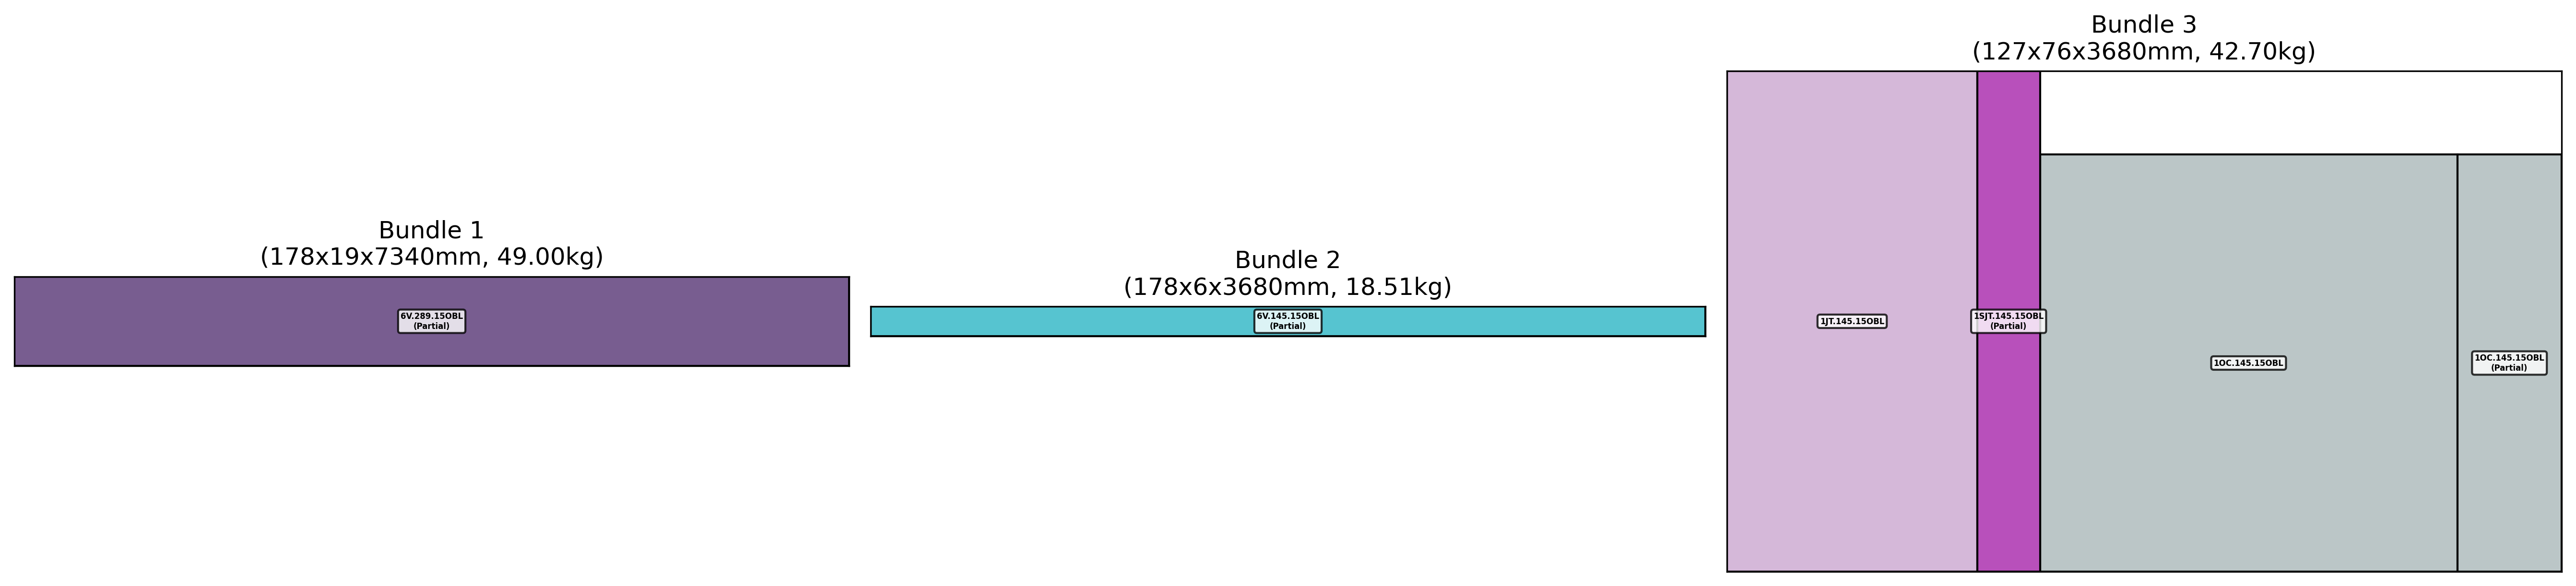 Bundle 1
(178x19x7340mm, 49.00kg)
6V.289.15OBL
(Partial)
Bundle 2
(178x6x3680mm, 18.51kg)
6V.145.15OBL
(Partial)
Bundle 3
(127x76x3680mm, 42.70kg)
1JT.145.15OBL
1SJT.145.15OBL
(Partial)
1OC.145.15OBL
1OC.145.15OBL
(Partial)